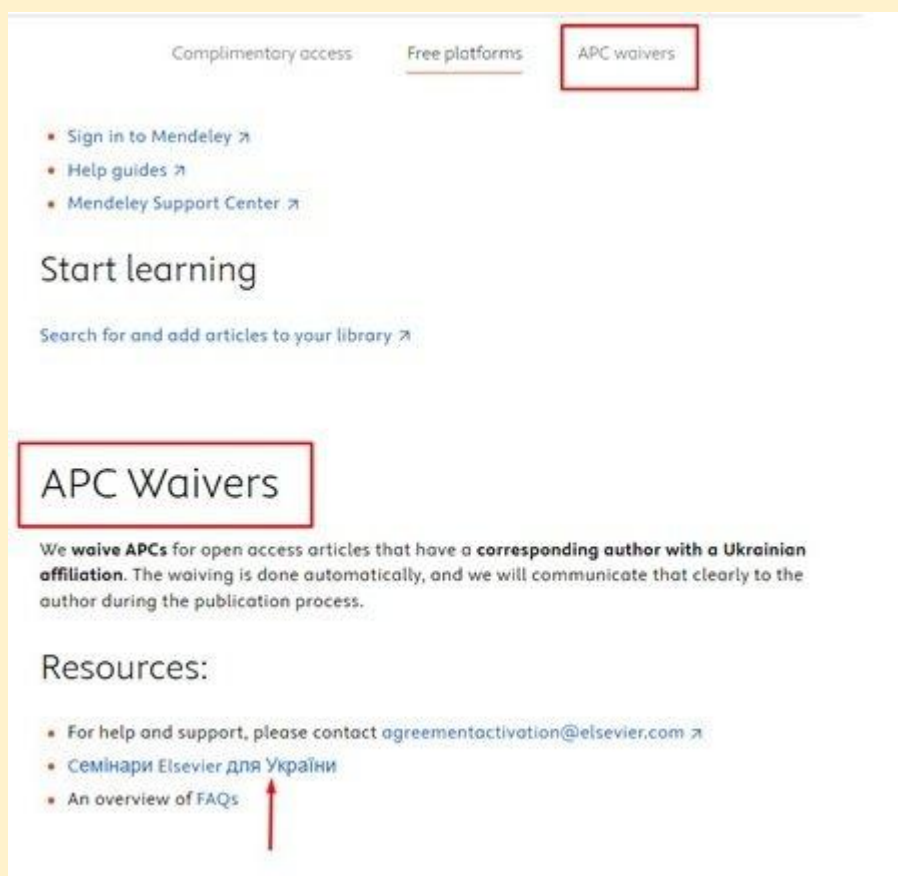 Complimentary access Free platforms APC waivers
Sign in to Mendeley ↗
Help guides ↗
Mendeley Support Center ↗
Start learning
Search for and add articles to your library ↗
APC Waivers
We waive APCs for open access articles that have a corresponding author with a Ukrainian
affiliation. The waiving is done automatically, and we will communicate that clearly to the
author during the publication process.
Resources:
For help and support, please contact agreementactivation@elsevier.com ↗
Семінари Elsevier для України
An overview of FAQs